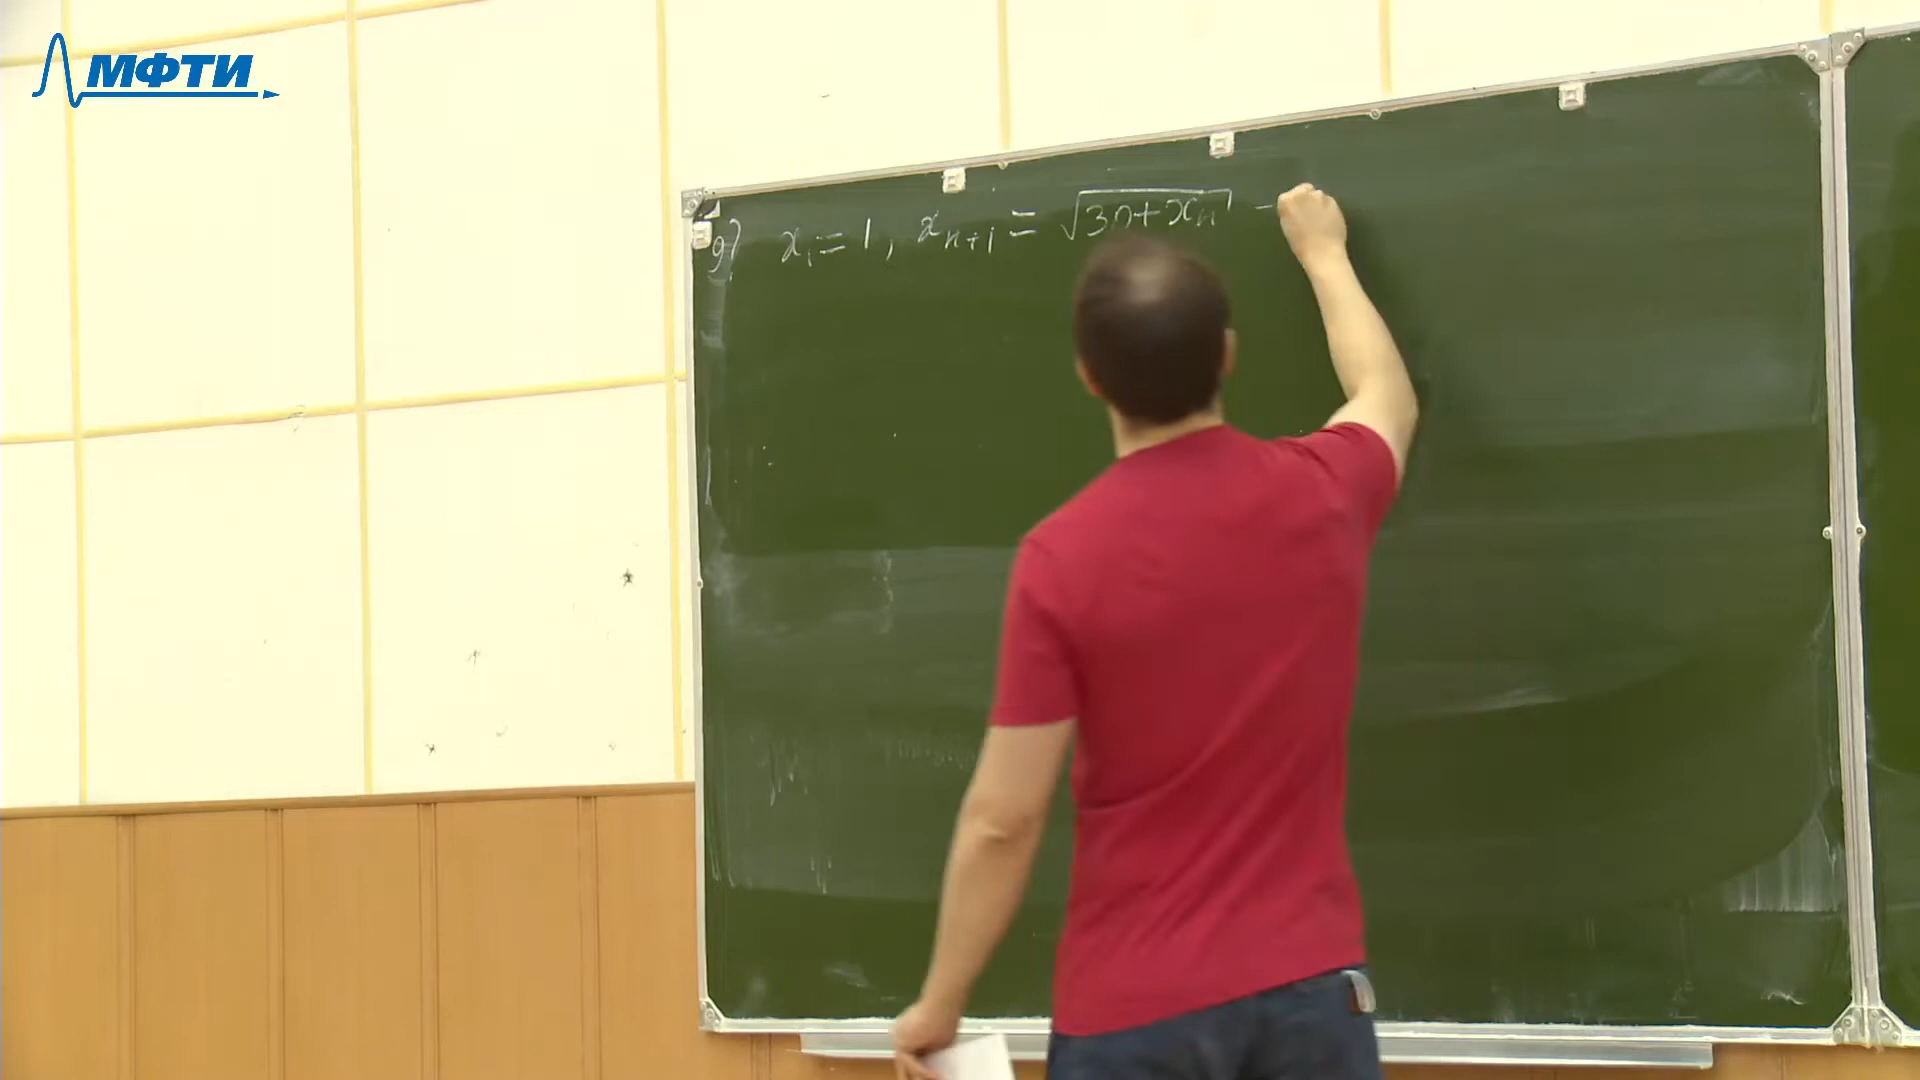 МФТИ
9) x₁ = 1, xₙ₊₁ = √(30+xₙ) –